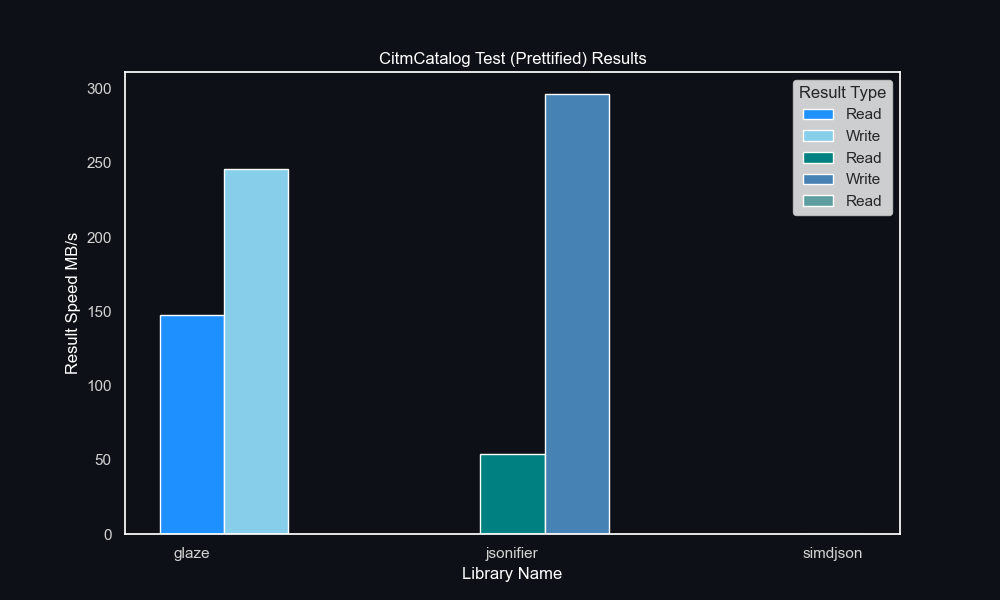 CitmCatalog Test (Prettified) Results
Result Type
Read
Write
Read
Write
Read
300
250
200
150
100
50
0
Result Speed MB/s
glaze
jsonifier
simdjson
Library Name